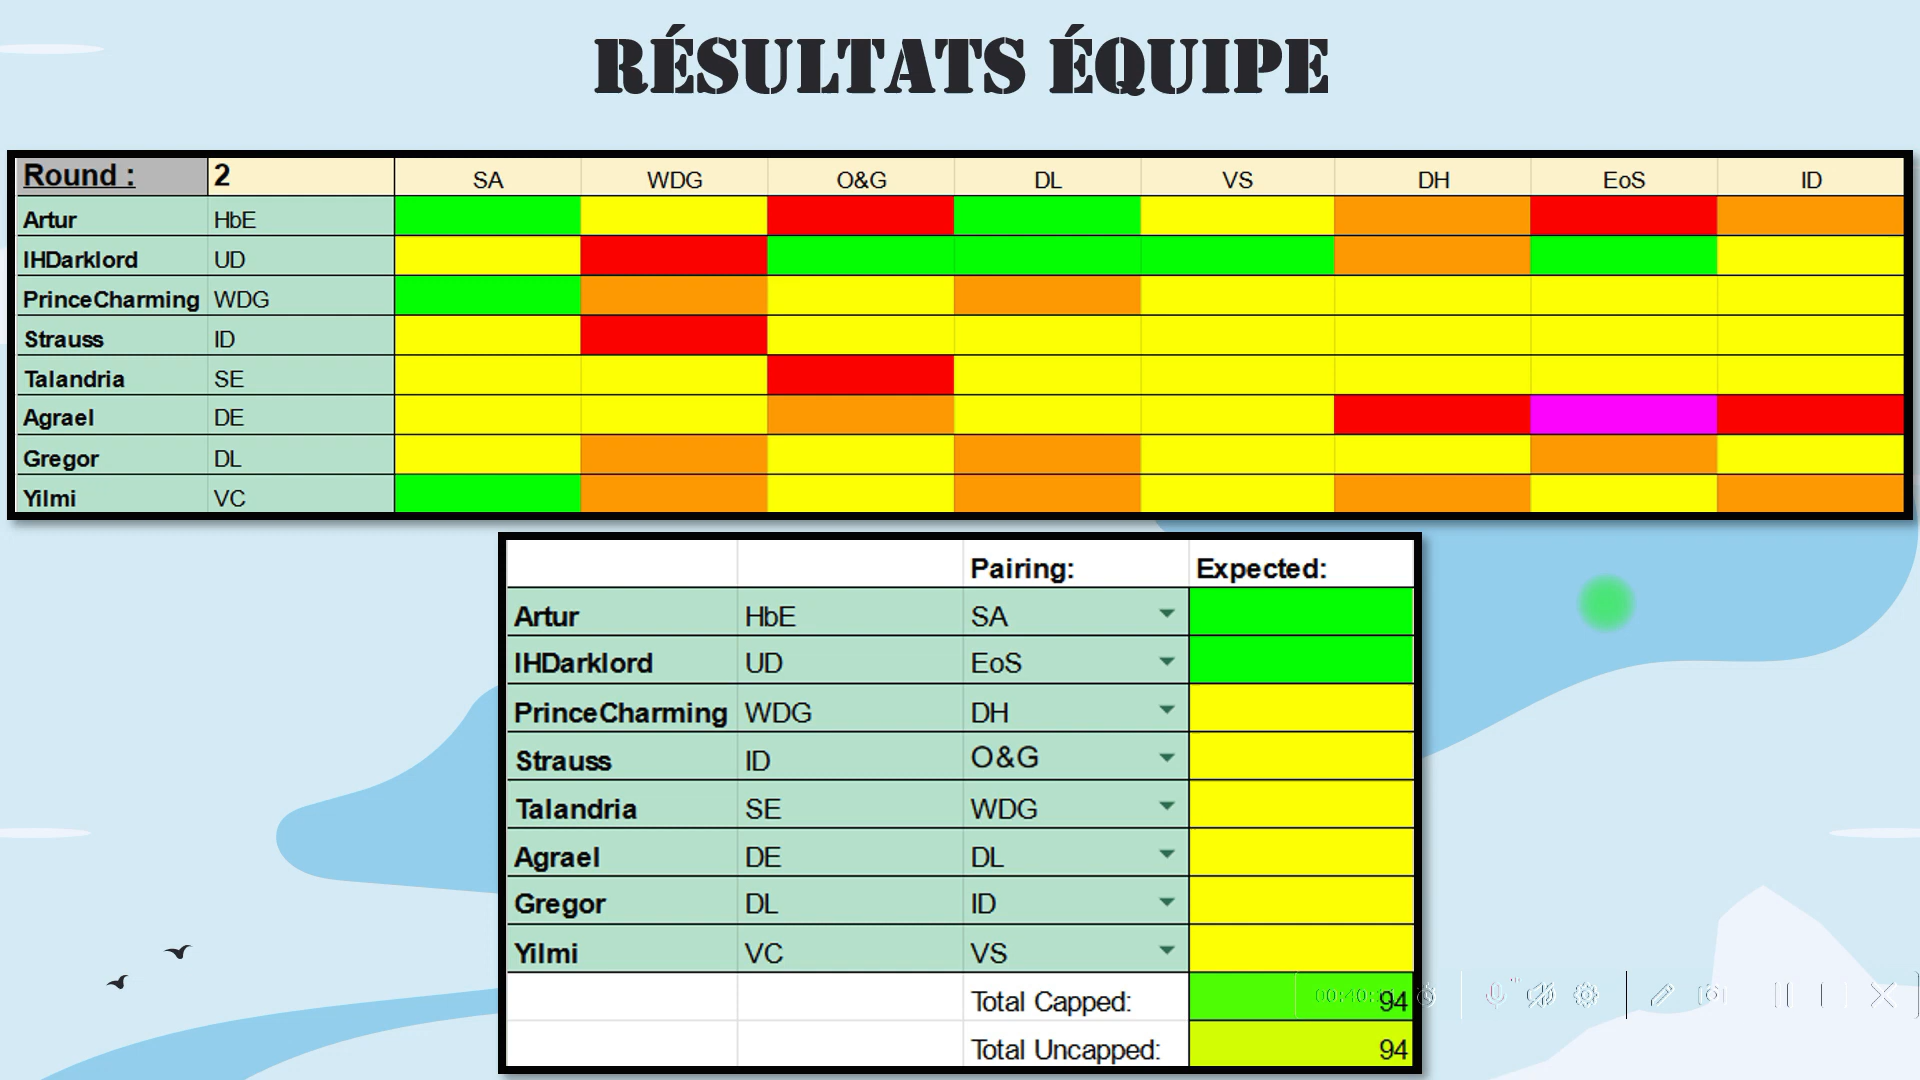 RÉSULTATS ÉQUIPE
Round : 2 SA WDG O&G DL VS DH EoS ID
Artur HbE
IHDarklord UD
PrinceCharming WDG
Strauss ID
Talandria SE
Agrael DE
Gregor DL
Yilmi VC
Pairing: Expected:
Artur HbE SA
IHDarklord UD EoS
PrinceCharming WDG DH
Strauss ID O&G
Talandria SE WDG
Agrael DE DL
Gregor DL ID
Yilmi VC VS
Total Capped: 94
Total Uncapped: 94